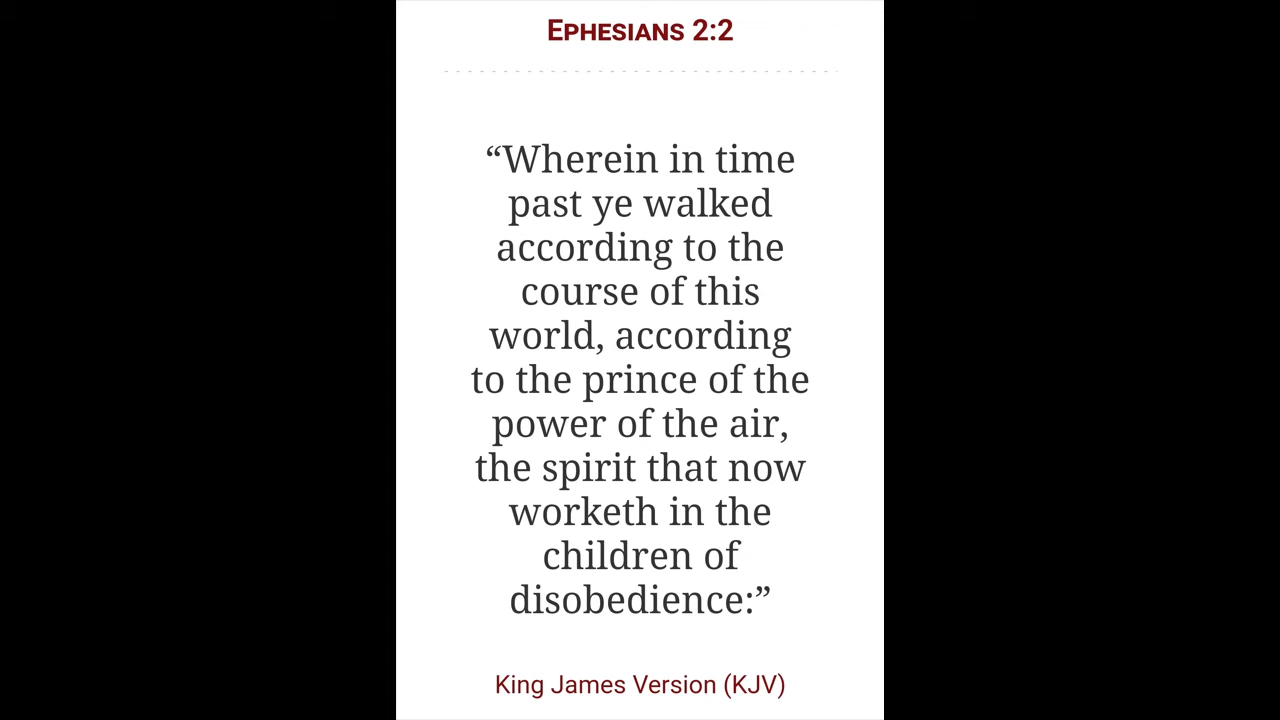 Ephesians 2:2
“Wherein in time
past ye walked
according to the
course of this
world, according
to the prince of the
power of the air,
the spirit that now
worketh in the
children of
disobedience:”
King James Version (KJV)